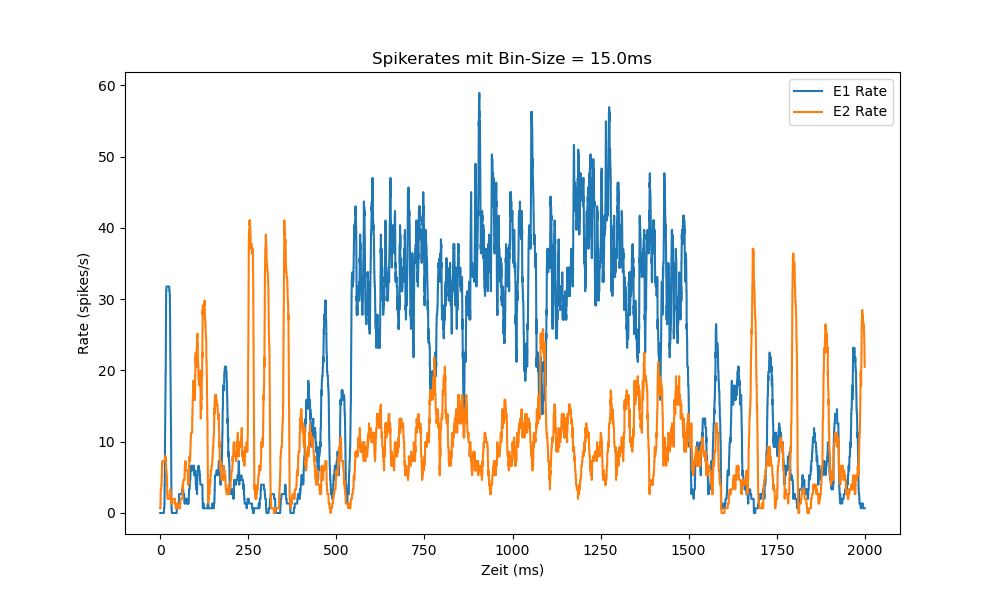 Spikerates mit Bin-Size = 15.0ms
E1 Rate
E2 Rate
60
50
40
30
20
10
0
Rate (spikes/s)
0 250 500 750 1000 1250 1500 1750 2000
Zeit (ms)